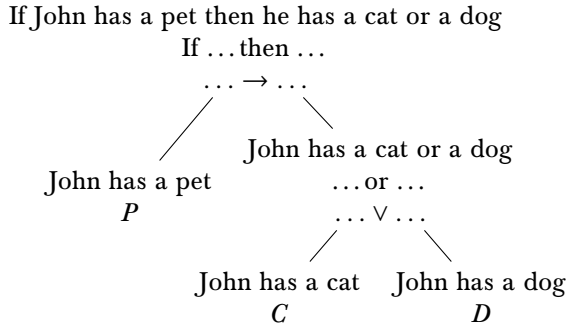 If John has a pet then he has a cat or a dog
If ... then ...
... → ...
John has a cat or a dog
John has a pet
... or ...
P
... ∨ ...
John has a cat
John has a dog
C
D